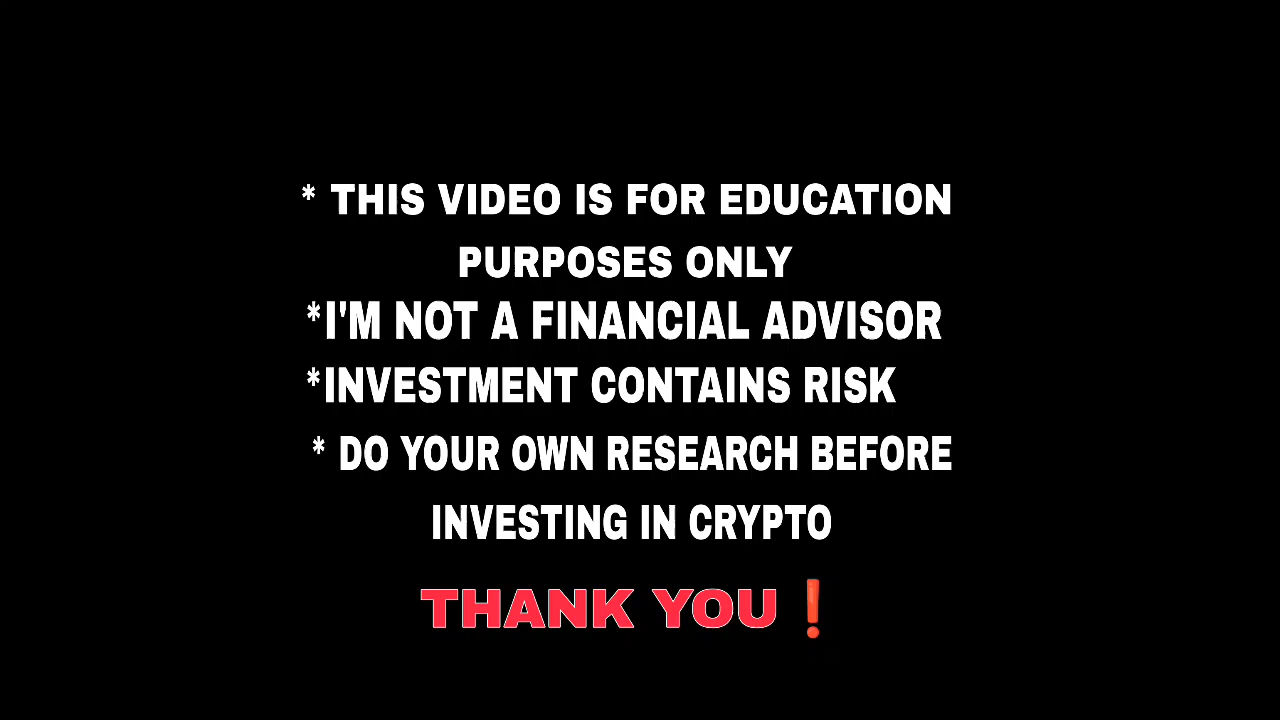 * THIS VIDEO IS FOR EDUCATION
PURPOSES ONLY
*I'M NOT A FINANCIAL ADVISOR
*INVESTMENT CONTAINS RISK
* DO YOUR OWN RESEARCH BEFORE
INVESTING IN CRYPTO
THANK YOU❗